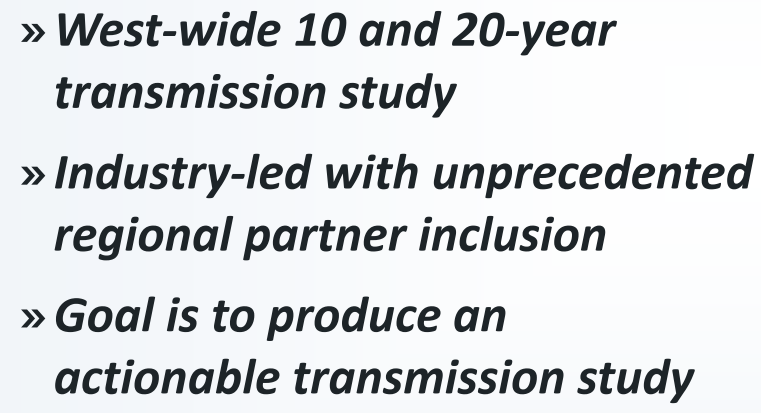 » West-wide 10 and 20-year
transmission study
» Industry-led with unprecedented
regional partner inclusion
» Goal is to produce an
actionable transmission study